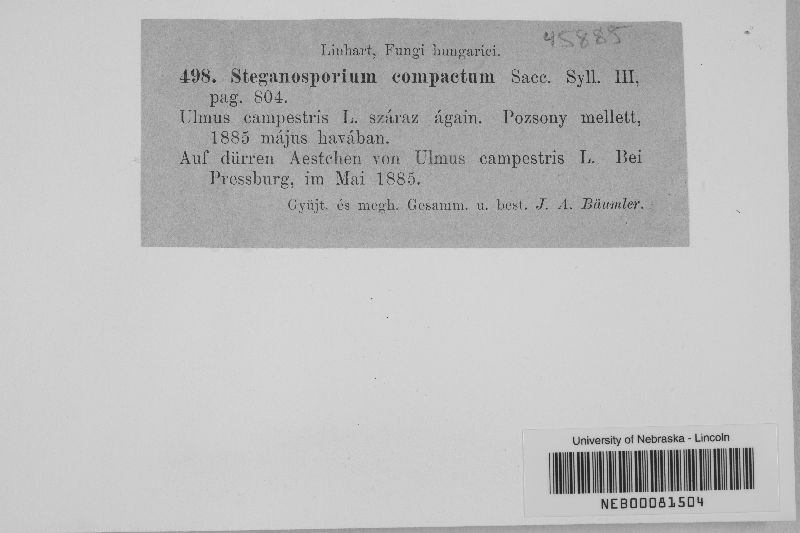 45885
Linhart, Fungi hungarici.
498. Steganosporium compactum Sacc. Syll. III,
pag. 804.
Ulmus campestris L. száraz ágain. Pozsony mellett,
1885 május havában.
Auf dürren Aestchen von Ulmus campestris L. Bei
Pressburg, im Mai 1885.
Gyűjt. és megh. Gesamm. u. best. J. A. Bäumler.
University of Nebraska - Lincoln
NEB00081504